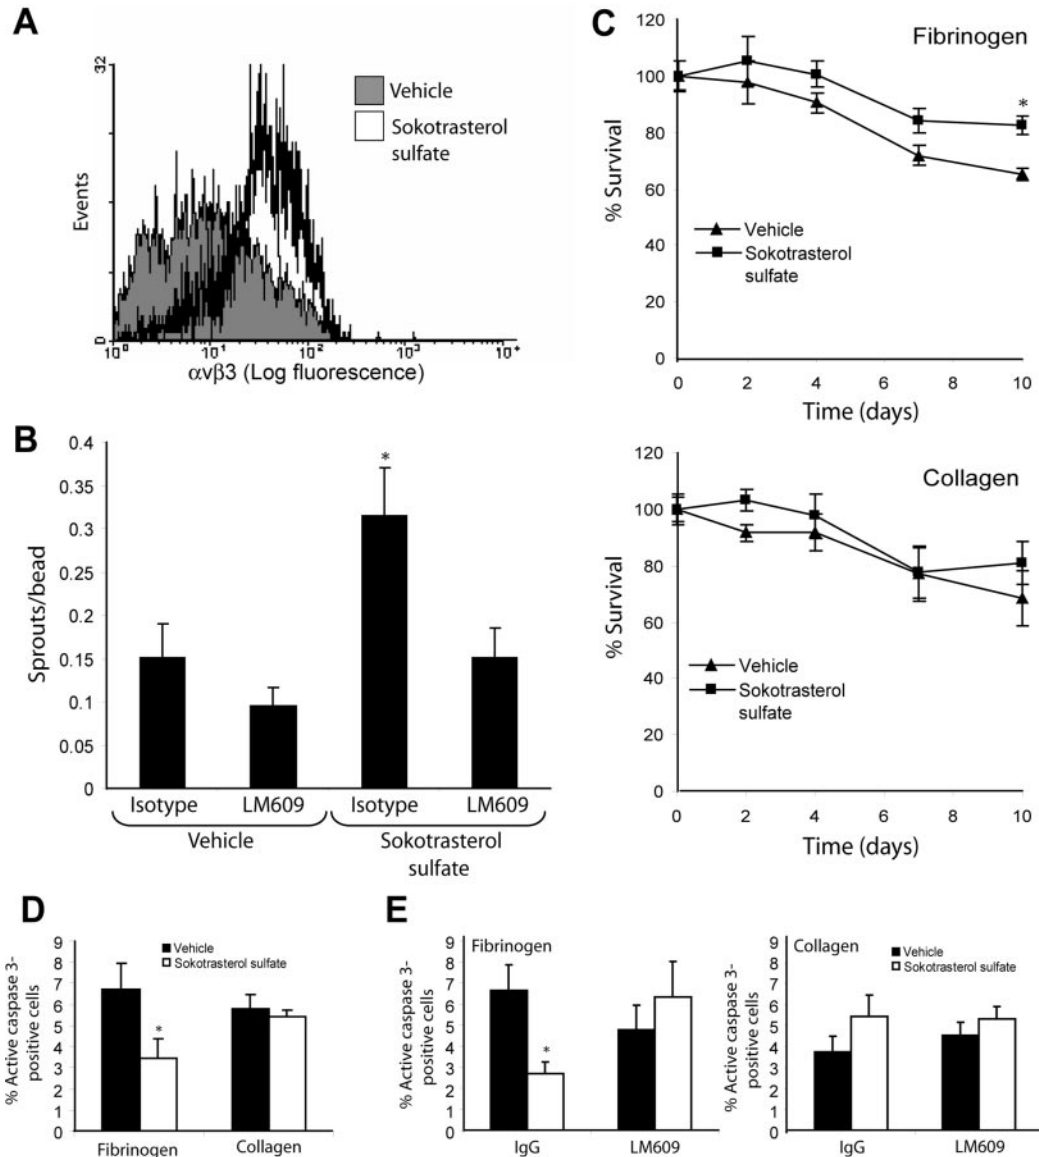 A
32
Events
D
10⁰
10¹
10²
10³
10⁴
αvβ3 (Log fluorescence)
Vehicle
Sokotrasterol
sulfate
B
Sprouts/bead
0.4
0.35
0.3
0.25
0.2
0.15
0.1
0.05
0
*
Isotype LM609 Isotype LM609
Vehicle Sokotrasterol
sulfate
C
Fibrinogen
% Survival
120
100
80
60
40
20
0
*
Vehicle
Sokotrasterol
sulfate
0 2 4 6 8 10
Time (days)
Collagen
% Survival
120
100
80
60
40
20
0
Vehicle
Sokotrasterol
sulfate
0 2 4 6 8 10
Time (days)
D
% Active caspase 3-
positive cells
9
8
7
6
5
4
3
2
1
0
Vehicle
Sokotrasterol sulfate
*
Fibrinogen Collagen
E
% Active caspase 3-
positive cells
9
8
7
6
5
4
3
2
1
0
Fibrinogen
*
IgG LM609
% Active caspase 3-
positive cells
9
8
7
6
5
4
3
2
1
0
Collagen
Vehicle
Sokotrasterol sulfate
IgG LM609